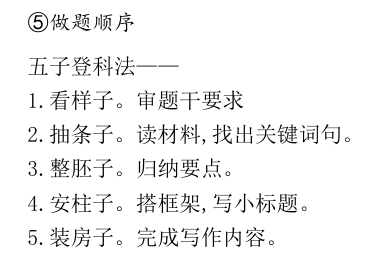 ⑤做题顺序
五子登科法——
1.看样子。审题干要求
2.抽条子。读材料,找出关键词句。
3.整胚子。归纳要点。
4.安柱子。搭框架,写小标题。
5.装房子。完成写作内容。